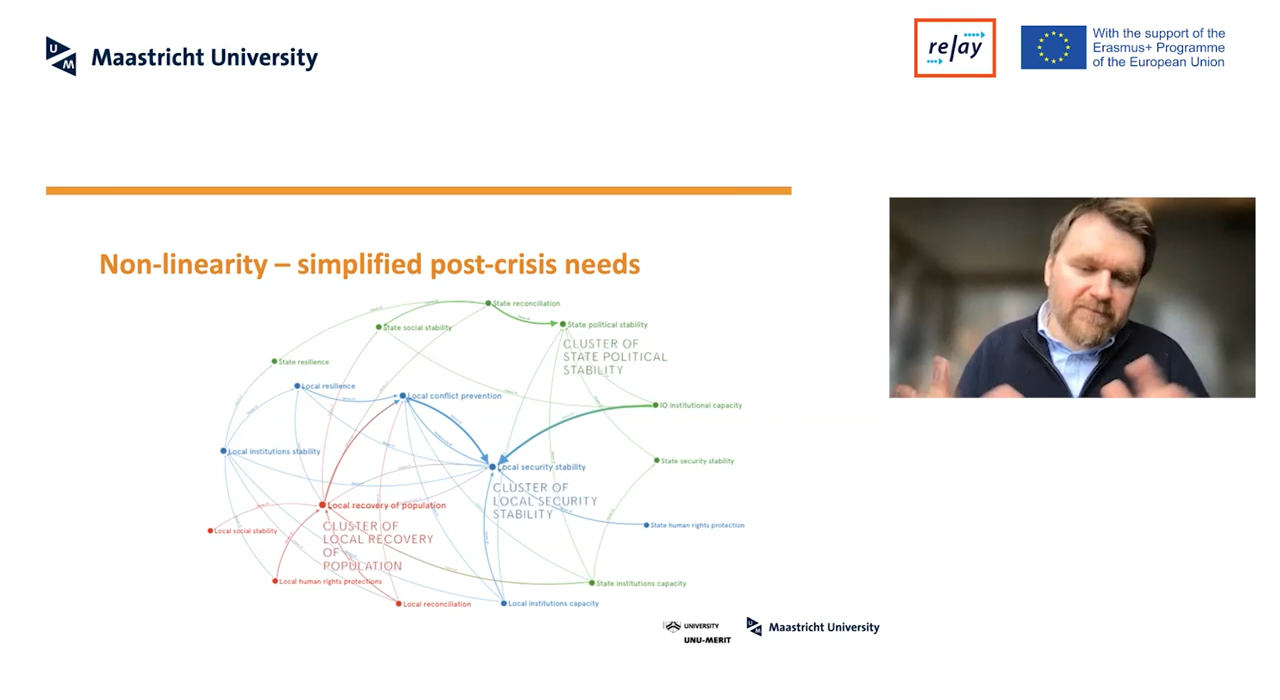 UM
Maastricht University
relay
With the support of the
Erasmus+ Programme
of the European Union
Non-linearity – simplified post-crisis needs
State reconciliation
State social stability
State political stability
CLUSTER OF
STATE POLITICAL
STABILITY
State resilience
Local resilience
Local conflict prevention
IO institutional capacity
Local institutions stability
State security stability
Local security stability
CLUSTER OF
LOCAL SECURITY
STABILITY
Local recovery of population
CLUSTER OF
LOCAL RECOVERY
OF
POPULATION
State human rights protection
Local social stability
Local human rights protections
State institutions capacity
Local reconciliation
Local institutions capacity
UNIVERSITY
UNU-MERIT
UM
Maastricht University